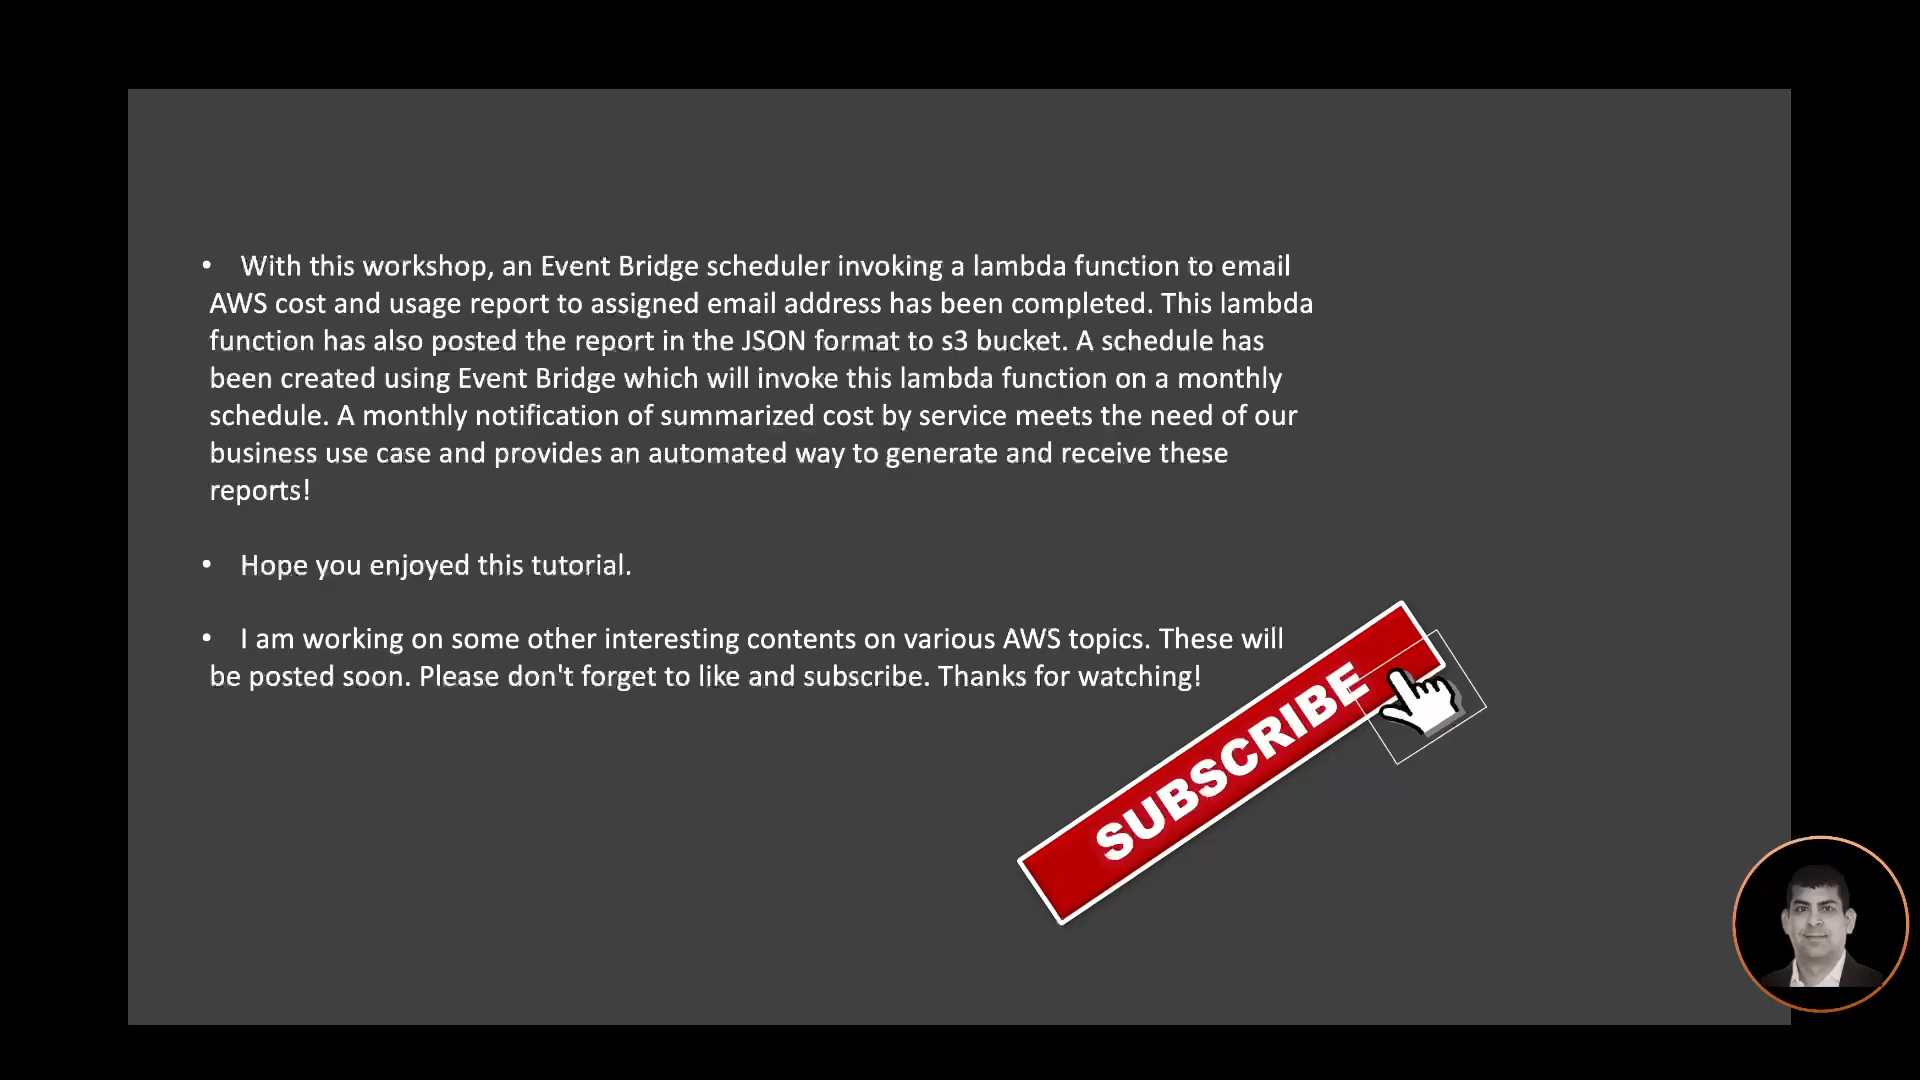 • With this workshop, an Event Bridge scheduler invoking a lambda function to email
AWS cost and usage report to assigned email address has been completed. This lambda
function has also posted the report in the JSON format to s3 bucket. A schedule has
been created using Event Bridge which will invoke this lambda function on a monthly
schedule. A monthly notification of summarized cost by service meets the need of our
business use case and provides an automated way to generate and receive these
reports!
• Hope you enjoyed this tutorial.
• I am working on some other interesting contents on various AWS topics. These will
be posted soon. Please don't forget to like and subscribe. Thanks for watching!
SUBSCRIBE